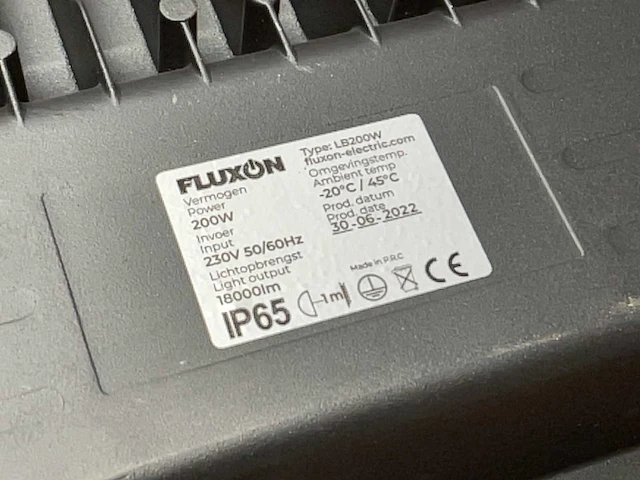 FLUXON
Vermogen
Power
200W
Invoer
Input
230V 50/60Hz
Lichtopbrengst
Light output
18000lm
IP65
Type: LB200W
fluxon-electric.com
Omgevingstemp.
Ambient temp
-20°C / 45°C
Prod. datum
Prod. date
30-06-2022
Made in P.R.C
1m
CE